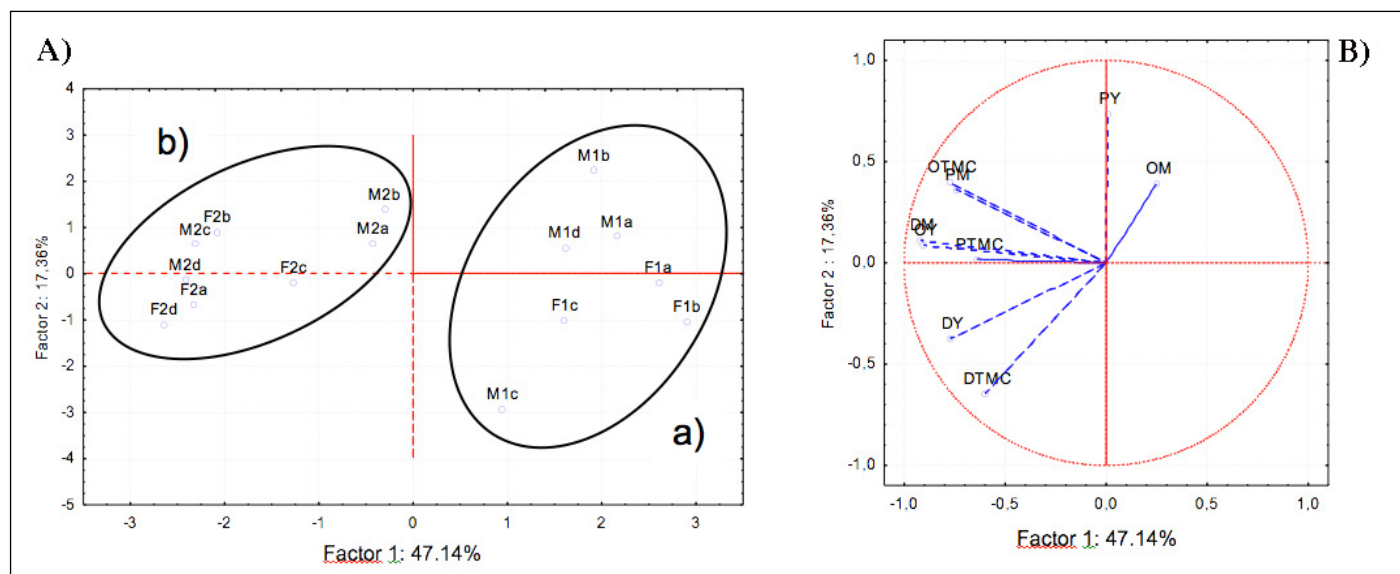 A)
4
3
2
1
0
-1
-2
-3
-4
-5
Factor 2 : 17,36%
b)
M2b
F2b
M2c
M2a
M2d
F2c
F2a
F2d
M1b
M1a
M1d
F1a
F1c
F1b
M1c
a)
-3 -2 -1 0 1 2 3
Factor 1: 47.14%
B)
1,0
0,5
0,0
-0,5
-1,0
Factor 2 : 17,36%
PY
OTMC
PM
OM
DM
OY
PTMC
DY
DTMC
-1,0 -0,5 0,0 0,5 1,0
Factor 1: 47.14%